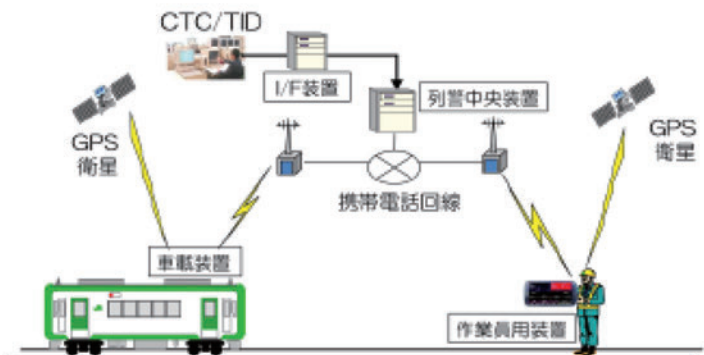 CTC/TID
I/F装置
列警中央装置
GPS
衛星
GPS
衛星
携帯電話回線
車載装置
作業員用装置